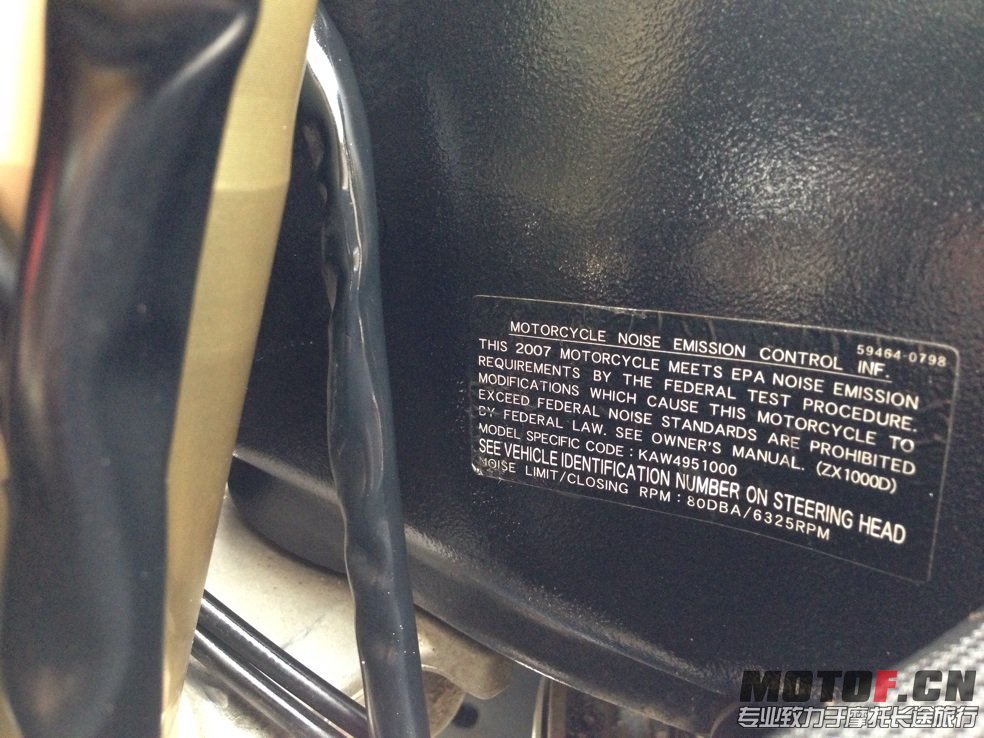 MOTORCYCLE NOISE EMISSION CONTROL INF. 59464-0798
THIS 2007 MOTORCYCLE MEETS EPA NOISE EMISSION
REQUIREMENTS BY THE FEDERAL TEST PROCEDURE.
MODIFICATIONS WHICH CAUSE THIS MOTORCYCLE TO
EXCEED FEDERAL NOISE STANDARDS ARE PROHIBITED
BY FEDERAL LAW. SEE OWNER'S MANUAL. (ZX1000D)
MODEL SPECIFIC CODE : KAW4951000
SEE VEHICLE IDENTIFICATION NUMBER ON STEERING HEAD
NOISE LIMIT/CLOSING RPM : 80DBA/6325RPM
MOTOF.CN
专业致力于摩托长途旅行